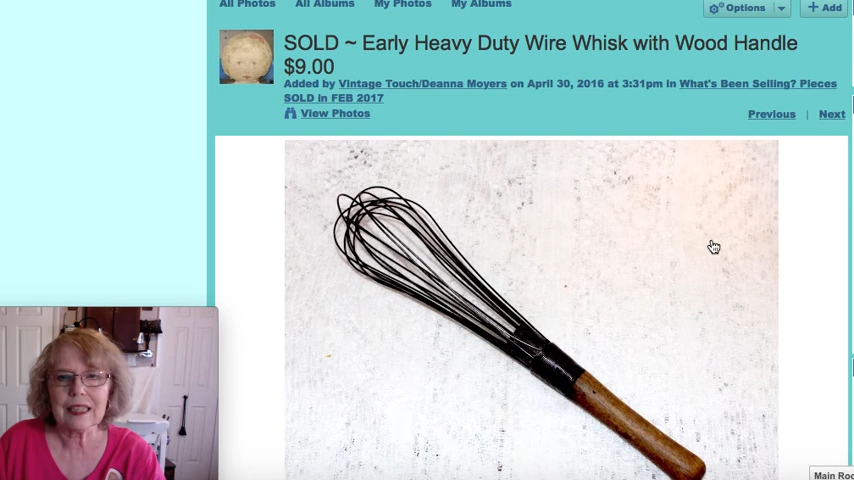 All Photos All Albums My Photos My Albums
Options + Add
SOLD ~ Early Heavy Duty Wire Whisk with Wood Handle
$9.00
Added by Vintage Touch/Deanna Moyers on April 30, 2016 at 3:31pm in What's Been Selling? Pieces
SOLD in FEB 2017
View Photos
Previous | Next
Main Roo